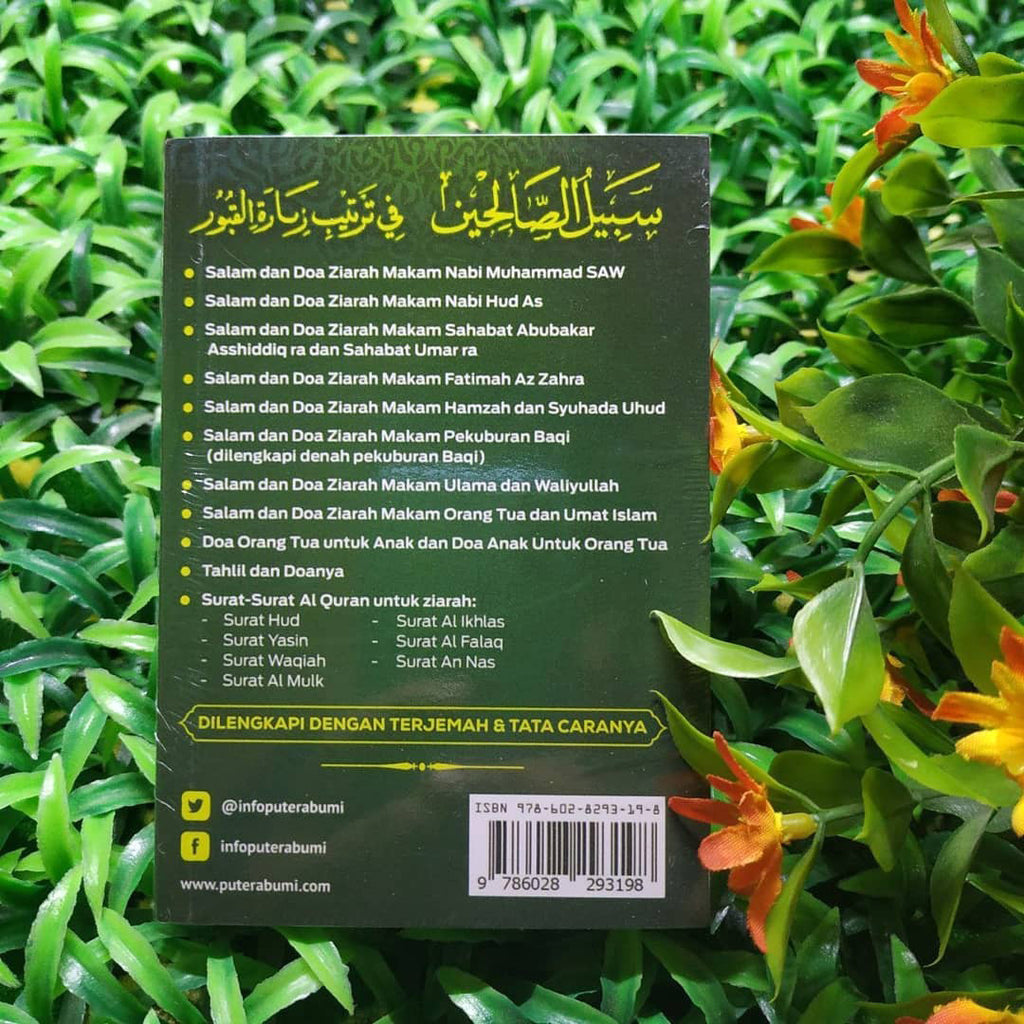 سَبِيلُ الصَّالِحِين في تَرْتِيْبِ زِيَارَةِ القُبُوْرِ
Salam dan Doa Ziarah Makam Nabi Muhammad SAW
Salam dan Doa Ziarah Makam Nabi Hud As
Salam dan Doa Ziarah Makam Sahabat Abubakar
Asshiddiq ra dan Sahabat Umar ra
Salam dan Doa Ziarah Makam Fatimah Az Zahra
Salam dan Doa Ziarah Makam Hamzah dan Syuhada Uhud
Salam dan Doa Ziarah Makam Pekuburan Baqi
(dilengkapi denah pekuburan Baqi)
Salam dan Doa Ziarah Makam Ulama dan Waliyullah
Salam dan Doa Ziarah Makam Orang Tua dan Umat Islam
Doa Orang Tua untuk Anak dan Doa Anak Untuk Orang Tua
Tahlil dan Doanya
Surat-Surat Al Quran untuk ziarah:
- Surat Hud
- Surat Yasin
- Surat Waqiah
- Surat Al Mulk
- Surat Al Ikhlas
- Surat Al Falaq
- Surat An Nas
DILENGKAPI DENGAN TERJEMAH & TATA CARANYA
@infoputerabumi
infoputerabumi
www.puterabumi.com
ISBN 978-602-8293-19-8
9 786028 293198